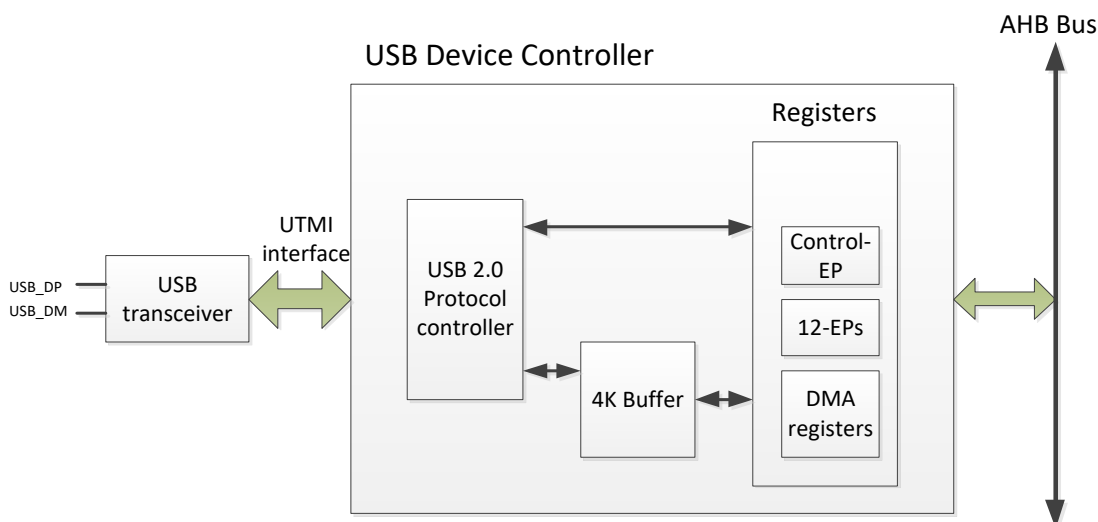 AHB Bus
USB Device Controller
Registers
UTMI
interface
USB_DP
USB_DM
USB
transceiver
USB 2.0
Protocol
controller
4K Buffer
Control-
EP
12-EPs
DMA
registers